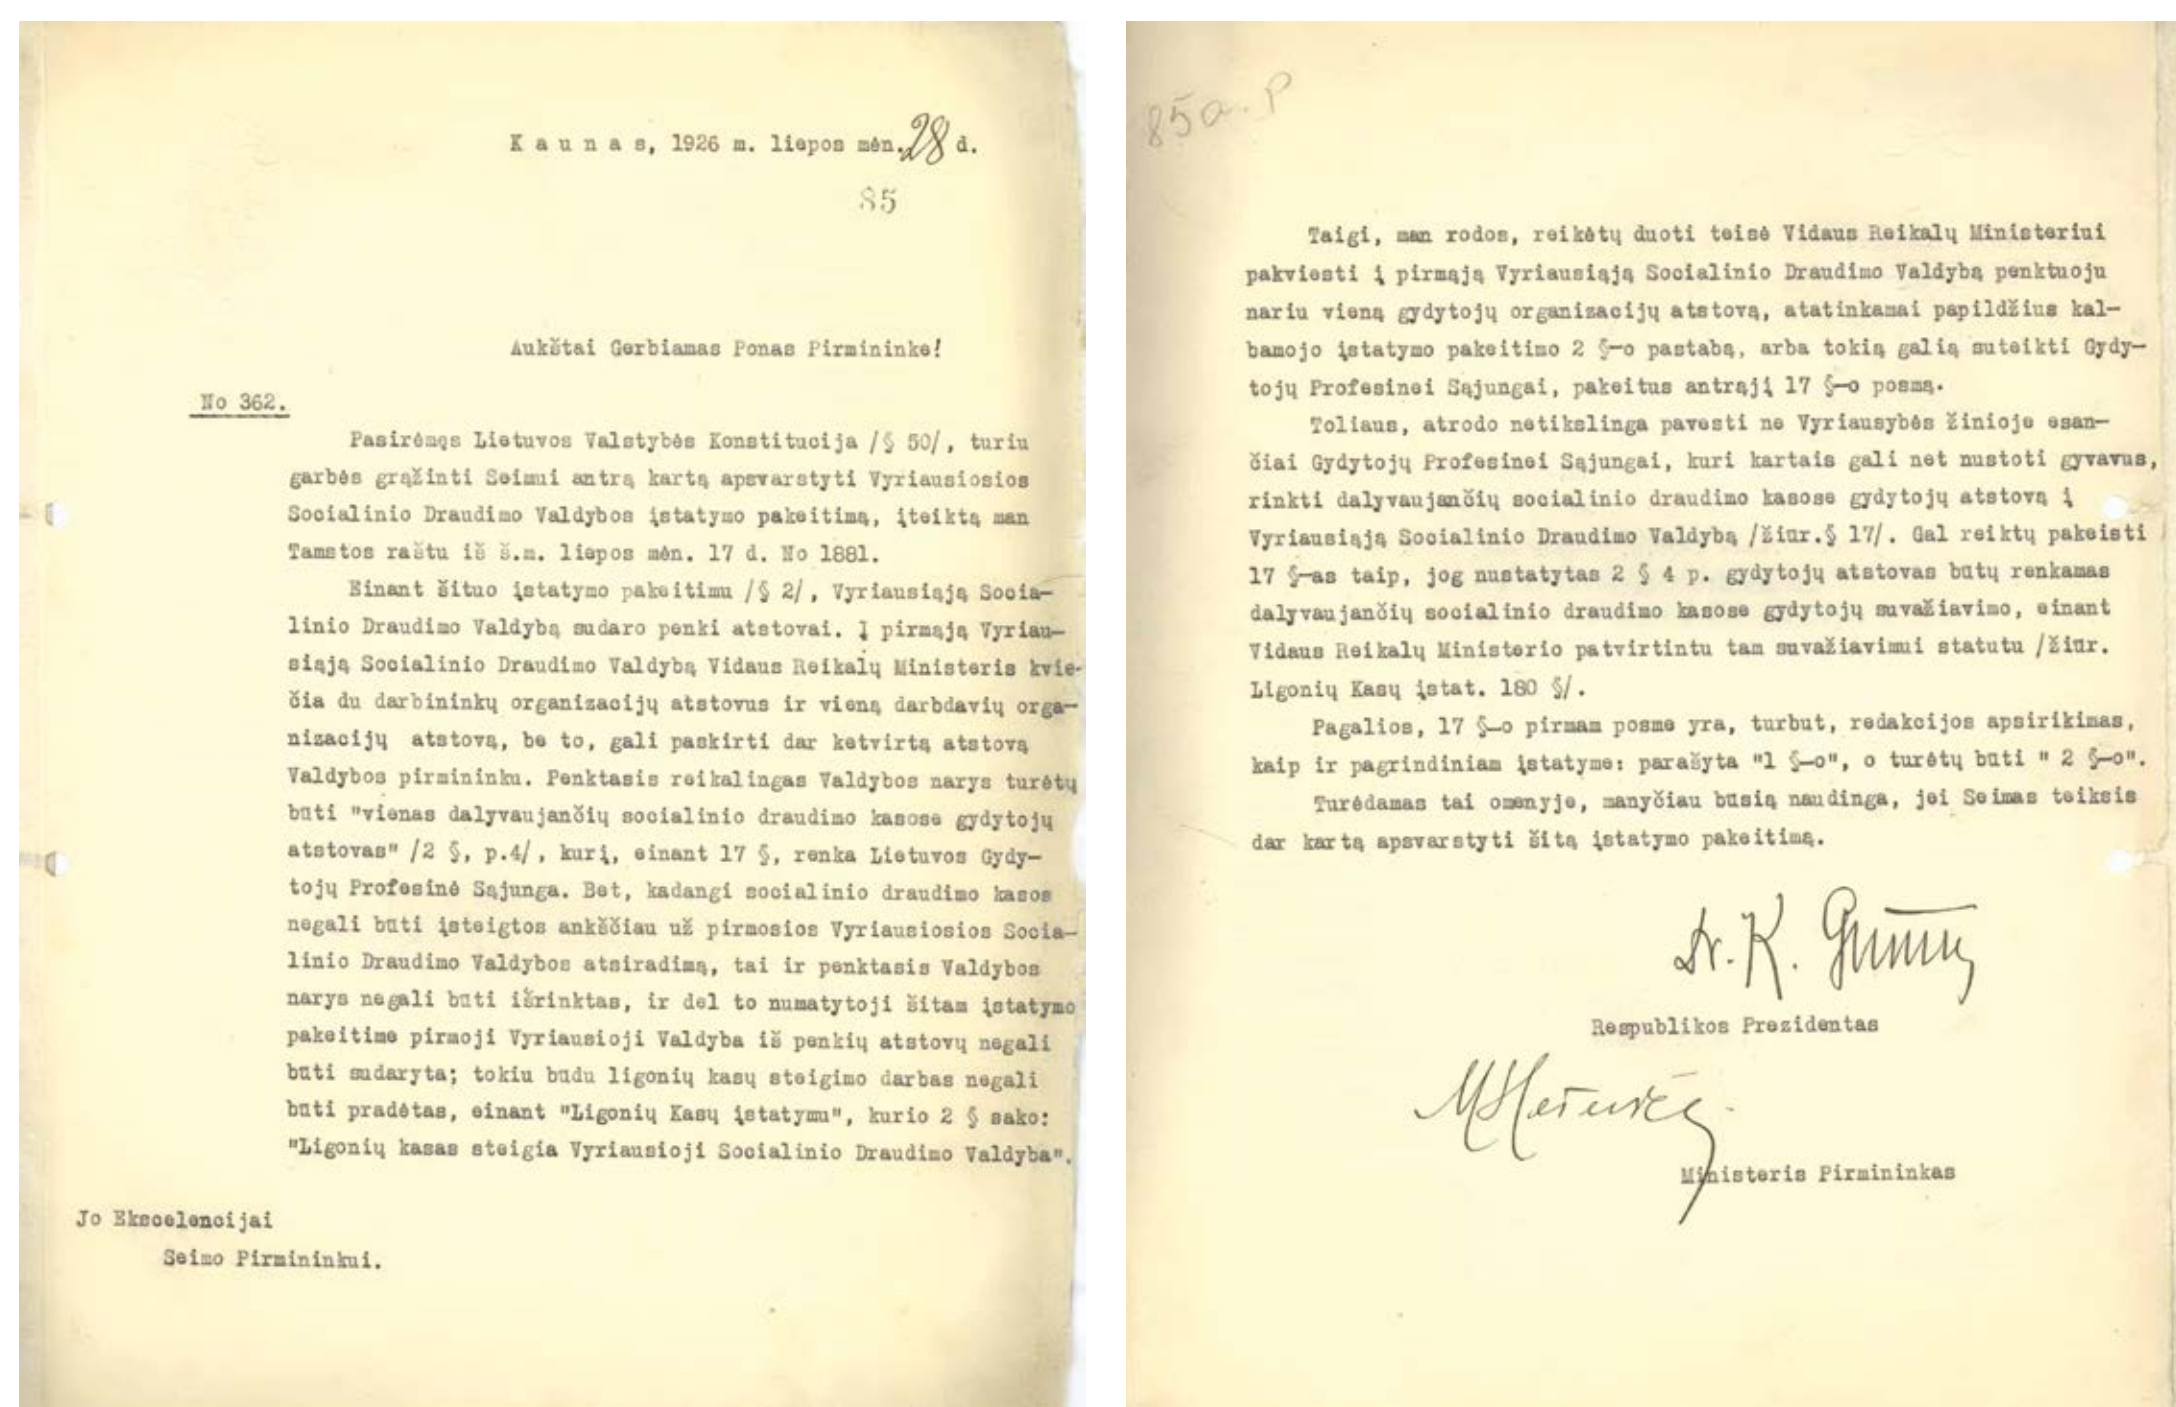 K a u n a s, 1926 m. liepos mėn. 28 d.
85
Aukštai Gerbiamas Ponas Pirmininke!
No 362.
Pasirėmęs Lietuvos Valstybės Konstitucija /§ 50/, turiu
garbės grąžinti Seimui antrą kartą apsvarstyti Vyriausiosios
Socialinio Draudimo Valdybos įstatymo pakeitimą, įteiktą man
Tamstos raštu iš š.m. liepos mėn. 17 d. No 1881.
Einant šituo įstatymo pakeitimu /§ 2/, Vyriausiąją Socia-
linio Draudimo Valdybą sudaro penki atstovai. Į pirmąją Vyriau-
siąją Socialinio Draudimo Valdybą Vidaus Reikalų Ministeris kvie-
čia du darbininkų organizacijų atstovus ir vieną darbdavių orga-
nizacijų atstovą, be to, gali paskirti dar ketvirtą atstovą
Valdybos pirmininku. Penktasis reikalingas Valdybos narys turėtų
būti "vienas dalyvaujančių socialinio draudimo kasose gydytojų
atstovas" /2 §, p.4/, kurį, einant 17 §, renka Lietuvos Gydy-
tojų Profesinė Sąjunga. Bet, kadangi socialinio draudimo kasos
negali būti įsteigtos ankščiau už pirmosios Vyriausiosios Socia-
linio Draudimo Valdybos atsiradimą, tai ir penktasis Valdybos
narys negali būti išrinktas, ir del to numatytoji šitam įstatymo
pakeitime pirmoji Vyriausioji Valdyba iš penkių atstovų negali
būti sudaryta; tokiu būdu ligonių kasų steigimo darbas negali
būti pradėtas, einant "Ligonių Kasų įstatymu", kurio 2 § sako:
"Ligonių kasas steigia Vyriausioji Socialinio Draudimo Valdyba".
Jo Ekscelencijai
Seimo Pirmininkui.
85a.p
Taigi, man rodos, reikėtų duoti teisė Vidaus Reikalų Ministeriui
pakviesti į pirmąją Vyriausiąją Socialinio Draudimo Valdybą penktuoju
nariu vieną gydytojų organizacijų atstovą, atatinkamai papildžius kal-
bamojo įstatymo pakeitimo 2 §-o pastabą, arba tokią galią suteikti Gydy-
tojų Profesinei Sąjungai, pakeitus antrąjį 17 §-o posmą.
Toliaus, atrodo netikslinga pavesti ne Vyriausybės žinioje esan-
čiai Gydytojų Profesinei Sąjungai, kuri kartais gali net nustoti gyvavus,
rinkti dalyvaujančių socialinio draudimo kasose gydytojų atstovą į
Vyriausiąją Socialinio Draudimo Valdybą /žiūr.§ 17/. Gal reiktų pakeisti
17 §-as taip, jog nustatytas 2 § 4 p. gydytojų atstovas būtų renkamas
dalyvaujančių socialinio draudimo kasose gydytojų suvažiavimo, einant
Vidaus Reikalų Ministerio patvirtintu tam suvažiavimui statutu /žiūr.
Ligonių Kasų įstat. 180 §/.
Pagalios, 17 §-o pirmam posme yra, turbut, redakcijos apsirikimas,
kaip ir pagrindiniam įstatyme: parašyta "1 §-o", o turėtų būti " 2 §-o".
Turėdamas tai omenyje, manyčiau būsią naudinga, jei Seimas teiksis
dar kartą apsvarstyti šitą įstatymo pakeitimą.
Dr. K. Grinius
Respublikos Prezidentas
MSleževičius
Ministeris Pirmininkas